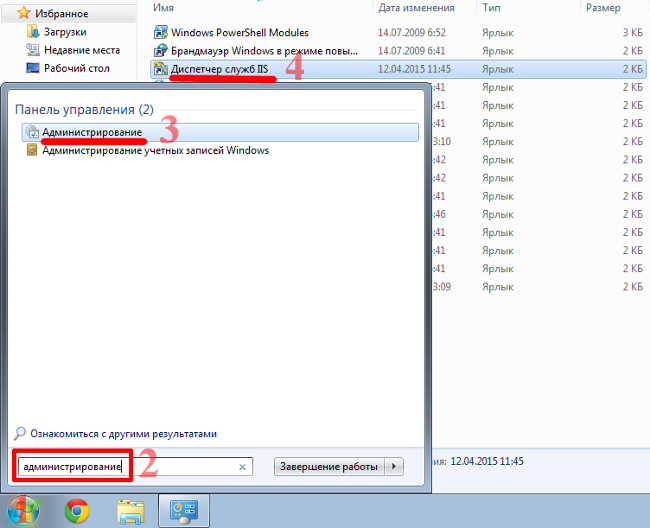 Избранное
Загрузки
Недавние места
Рабочий стол
Имя Дата изменения Тип Размер
Windows PowerShell Modules 14.07.2009 6:52 Ярлык 3 КБ
Брандмауэр Windows в режиме повы... 14.07.2009 6:41 Ярлык 2 КБ
Диспетчер служб IIS 12.04.2015 11:45 Ярлык 2 КБ
4
:41 Ярлык 2 КБ
:41 Ярлык 2 КБ
:41 Ярлык 2 КБ
3:10 Ярлык 2 КБ
:42 Ярлык 2 КБ
:42 Ярлык 2 КБ
:41 Ярлык 2 КБ
:46 Ярлык 2 КБ
:41 Ярлык 2 КБ
:41 Ярлык 2 КБ
:41 Ярлык 2 КБ
3:09 Ярлык 2 КБ
Панель управления (2)
Администрирование
3
Администрирование учетных записей Windows
Ознакомиться с другими результатами
администрирование
2
Завершение работы
ия: 12.04.2015 11:45